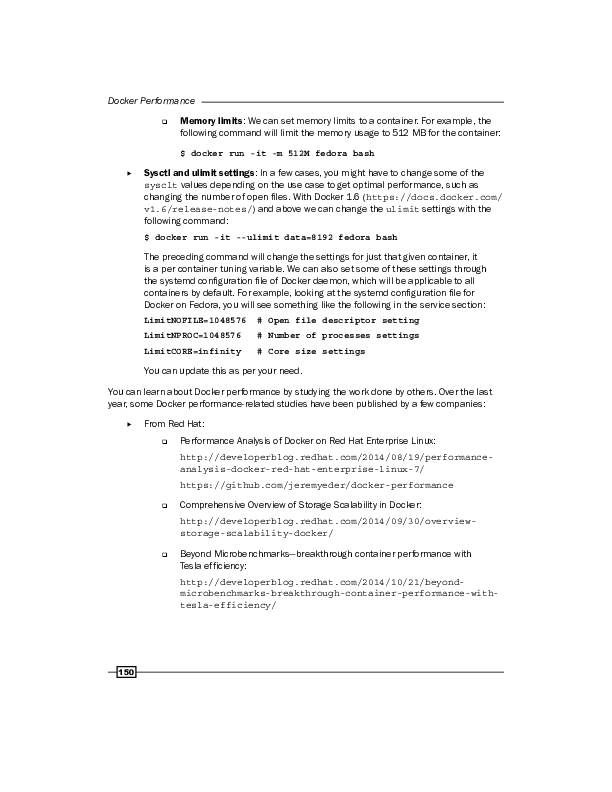 Docker Performance
Memory limits: We can set memory limits to a container. For example, the
following command will limit the memory usage to 512 MB for the container:
$ docker run -it -m 512M fedora bash
Sysctl and ulimit settings: In a few cases, you might have to change some of the
sysclt values depending on the use case to get optimal performance, such as
changing the number of open files. With Docker 1.6 (https://docs.docker.com/
v1.6/release-notes/) and above we can change the ulimit settings with the
following command:
$ docker run -it --ulimit data=8192 fedora bash
The preceding command will change the settings for just that given container, it
is a per container tuning variable. We can also set some of these settings through
the systemd configuration file of Docker daemon, which will be applicable to all
containers by default. For example, looking at the systemd configuration file for
Docker on Fedora, you will see something like the following in the service section:
LimitNOFILE=1048576  # Open file descriptor setting
LimitNPROC=1048576   # Number of processes settings
LimitCORE=infinity   # Core size settings
You can update this as per your need.
You can learn about Docker performance by studying the work done by others. Over the last
year, some Docker performance-related studies have been published by a few companies:
From Red Hat:
Performance Analysis of Docker on Red Hat Enterprise Linux:
http://developerblog.redhat.com/2014/08/19/performance-
analysis-docker-red-hat-enterprise-linux-7/
https://github.com/jeremyeder/docker-performance
Comprehensive Overview of Storage Scalability in Docker:
http://developerblog.redhat.com/2014/09/30/overview-
storage-scalability-docker/
Beyond Microbenchmarks—breakthrough container performance with
Tesla efficiency:
http://developerblog.redhat.com/2014/10/21/beyond-
microbenchmarks-breakthrough-container-performance-with-
tesla-efficiency/
150